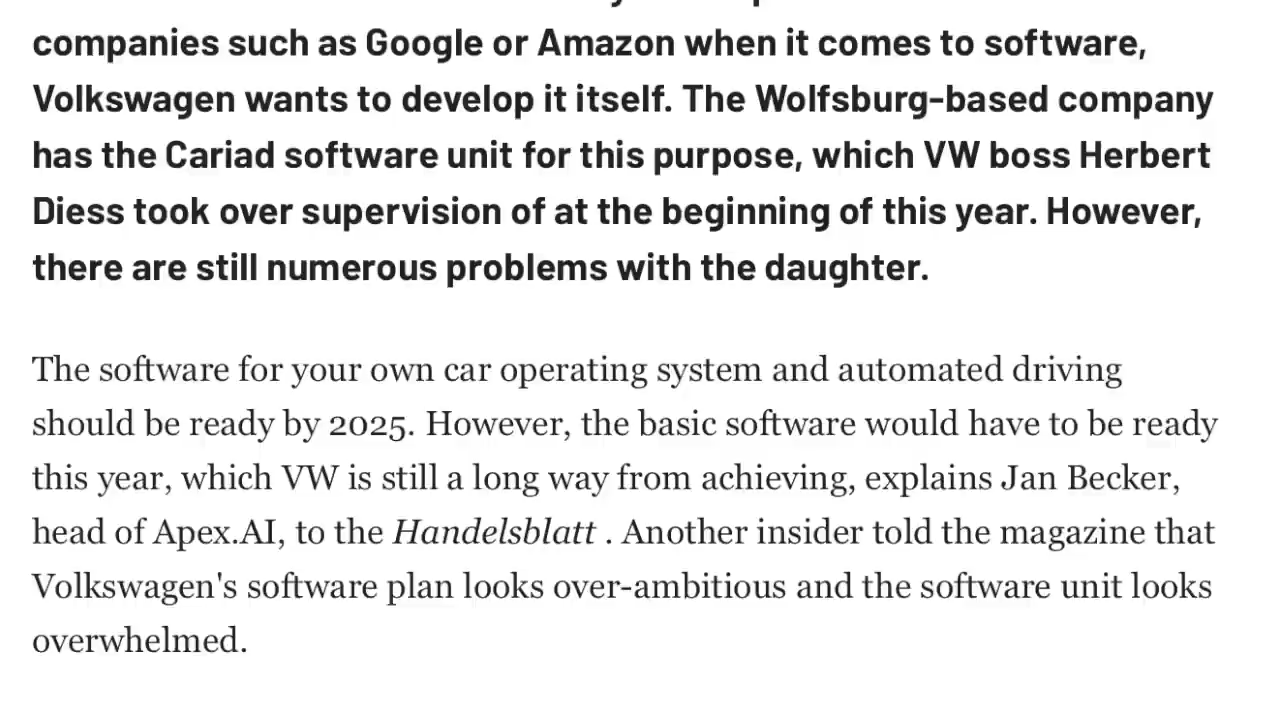 companies such as Google or Amazon when it comes to software,
Volkswagen wants to develop it itself. The Wolfsburg-based company
has the Cariad software unit for this purpose, which VW boss Herbert
Diess took over supervision of at the beginning of this year. However,
there are still numerous problems with the daughter.
The software for your own car operating system and automated driving
should be ready by 2025. However, the basic software would have to be ready
this year, which VW is still a long way from achieving, explains Jan Becker,
head of Apex.AI, to the Handelsblatt . Another insider told the magazine that
Volkswagen's software plan looks over-ambitious and the software unit looks
overwhelmed.